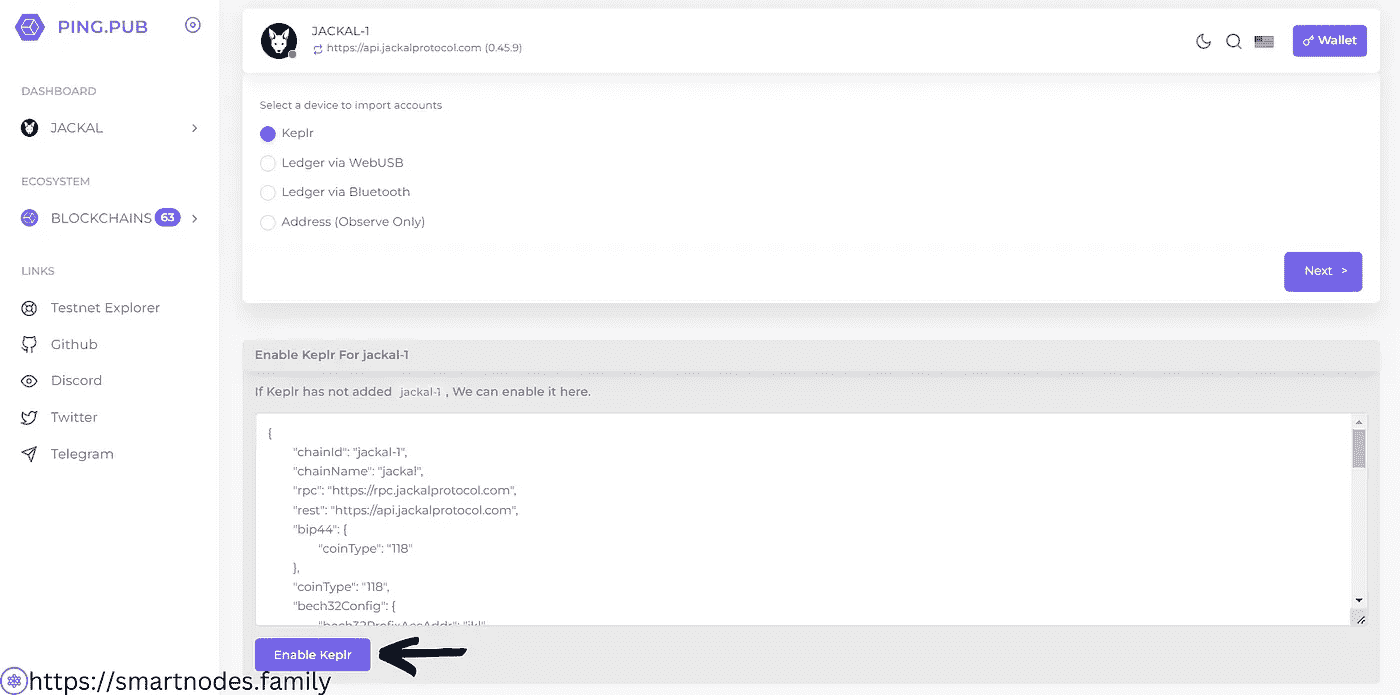 PING.PUB
DASHBOARD
JACKAL
ECOSYSTEM
BLOCKCHAINS 63
LINKS
Testnet Explorer
Github
Discord
Twitter
Telegram
JACKAL-1
https://api.jackalprotocol.com (0.45.9)
Wallet
Select a device to import accounts
Keplr
Ledger via WebUSB
Ledger via Bluetooth
Address (Observe Only)
Next >
Enable Keplr For jackal-1
If Keplr has not added jackal-1 , We can enable it here.
{
"chainId": "jackal-1",
"chainName": "jackal",
"rpc": "https://rpc.jackalprotocol.com",
"rest": "https://api.jackalprotocol.com",
"bip44": {
"coinType": "118"
},
"coinType": "118",
"bech32Config": {
"bech32PrefixAccAddr": "jkl"
Enable Keplr
https://smartnodes.family